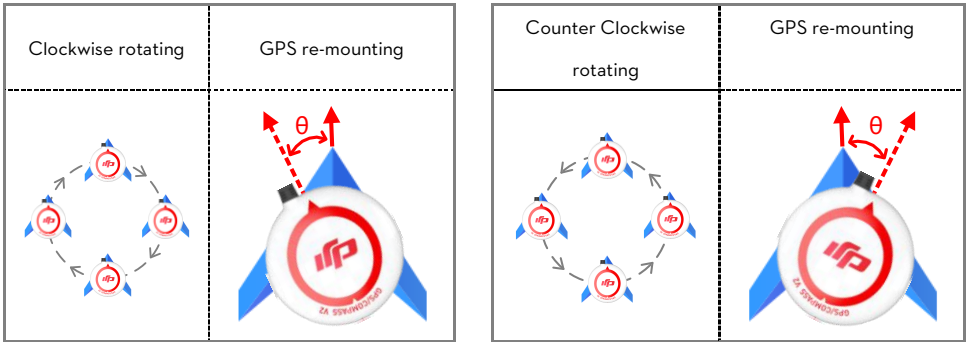 Clockwise rotating
GPS re-mounting
θ
GPS/COMPASS V2
Counter Clockwise
rotating
GPS re-mounting
θ
GPS/COMPASS V2